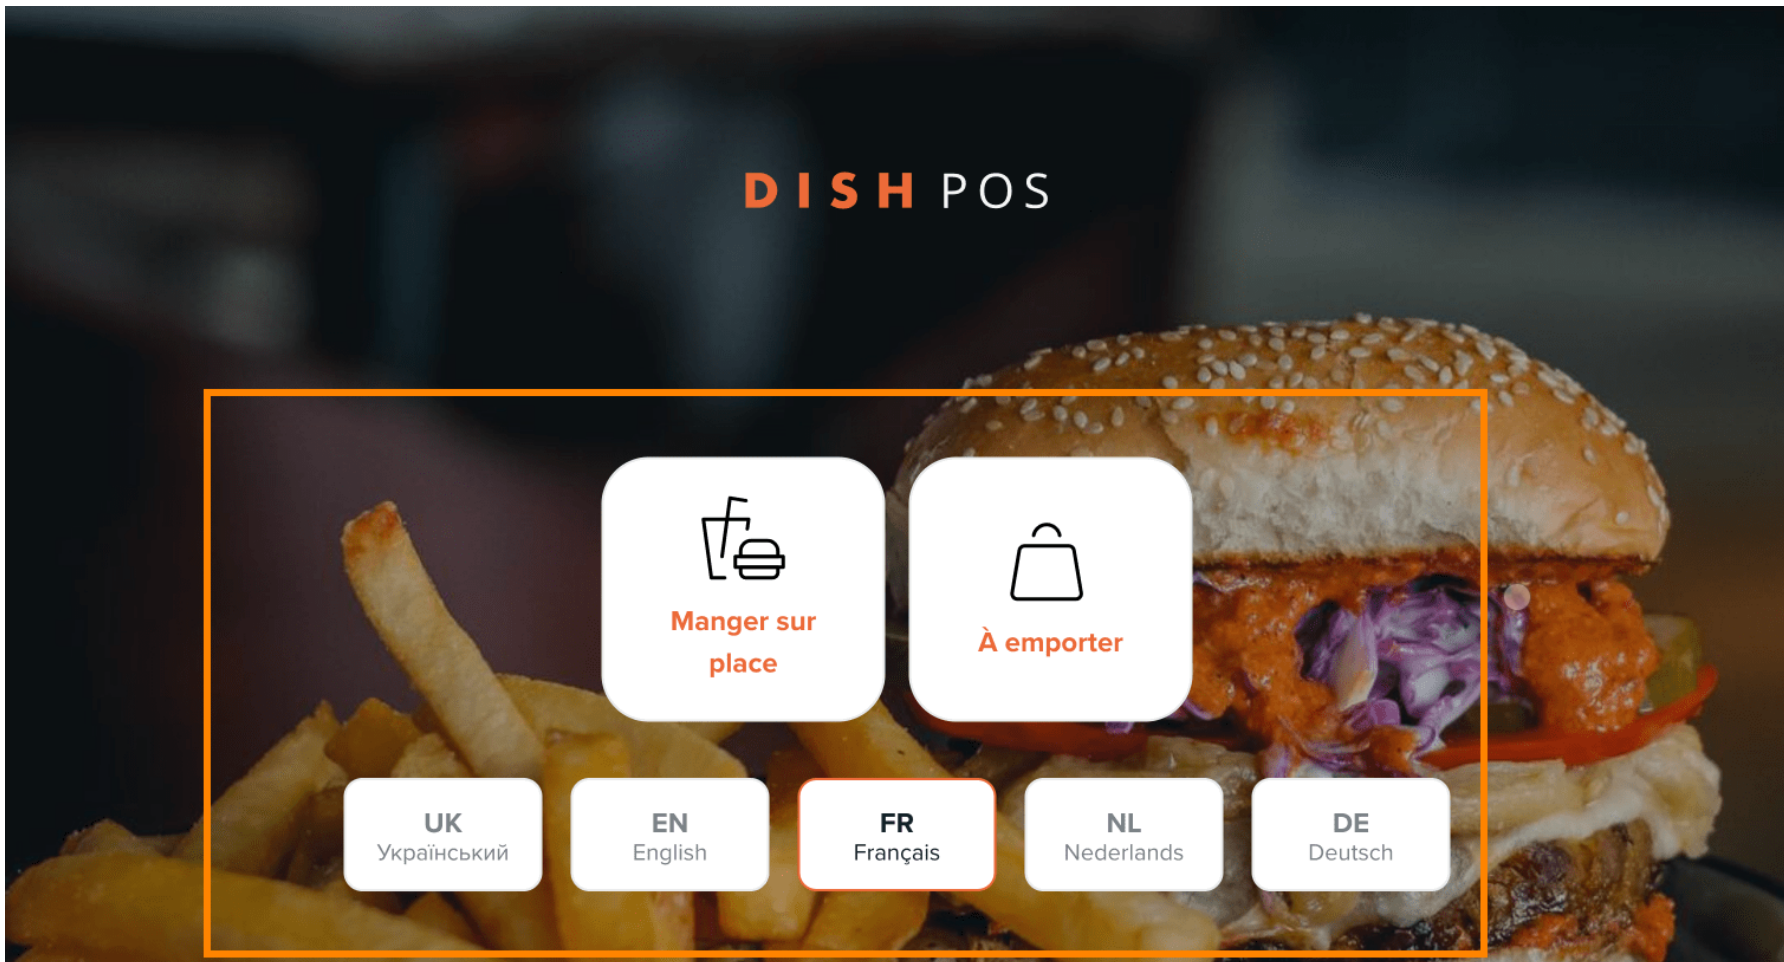 DISH POS
Manger sur
place
À emporter
UK
Український
EN
English
FR
Français
NL
Nederlands
DE
Deutsch